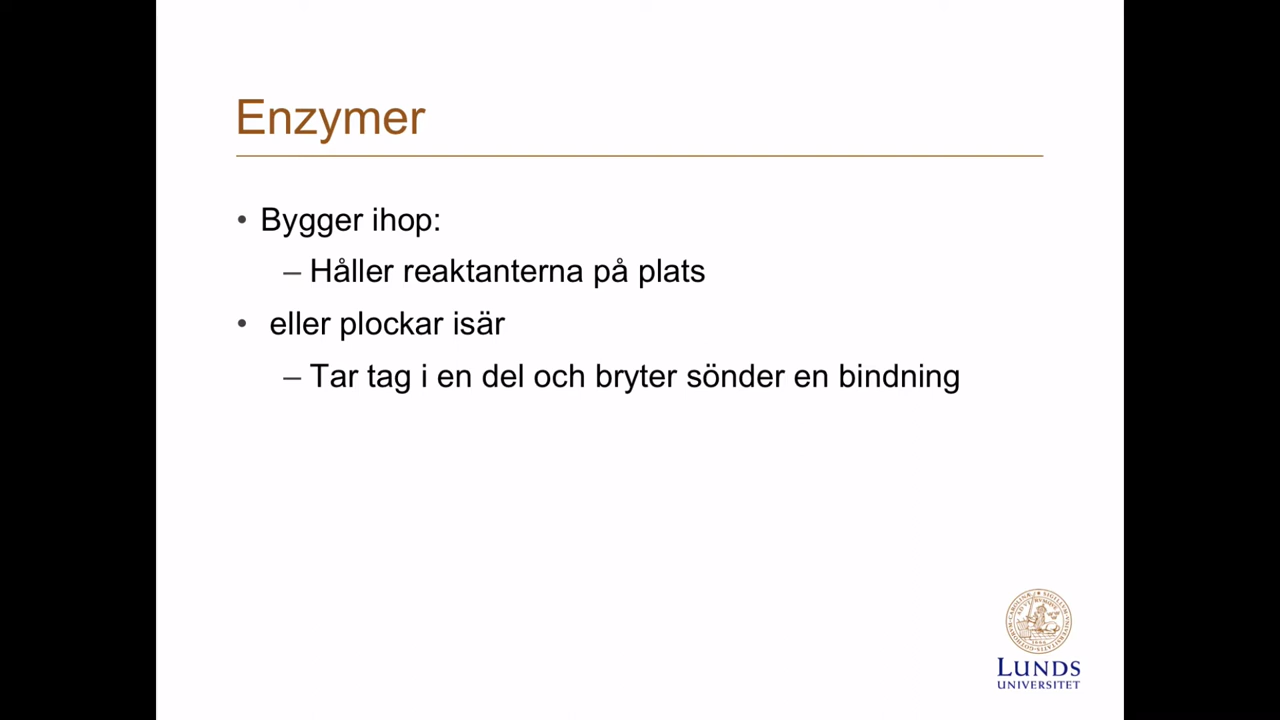 Enzymer
• Bygger ihop:
– Håller reaktanterna på plats
• eller plockar isär
– Tar tag i en del och bryter sönder en bindning
LUNDS
UNIVERSITET